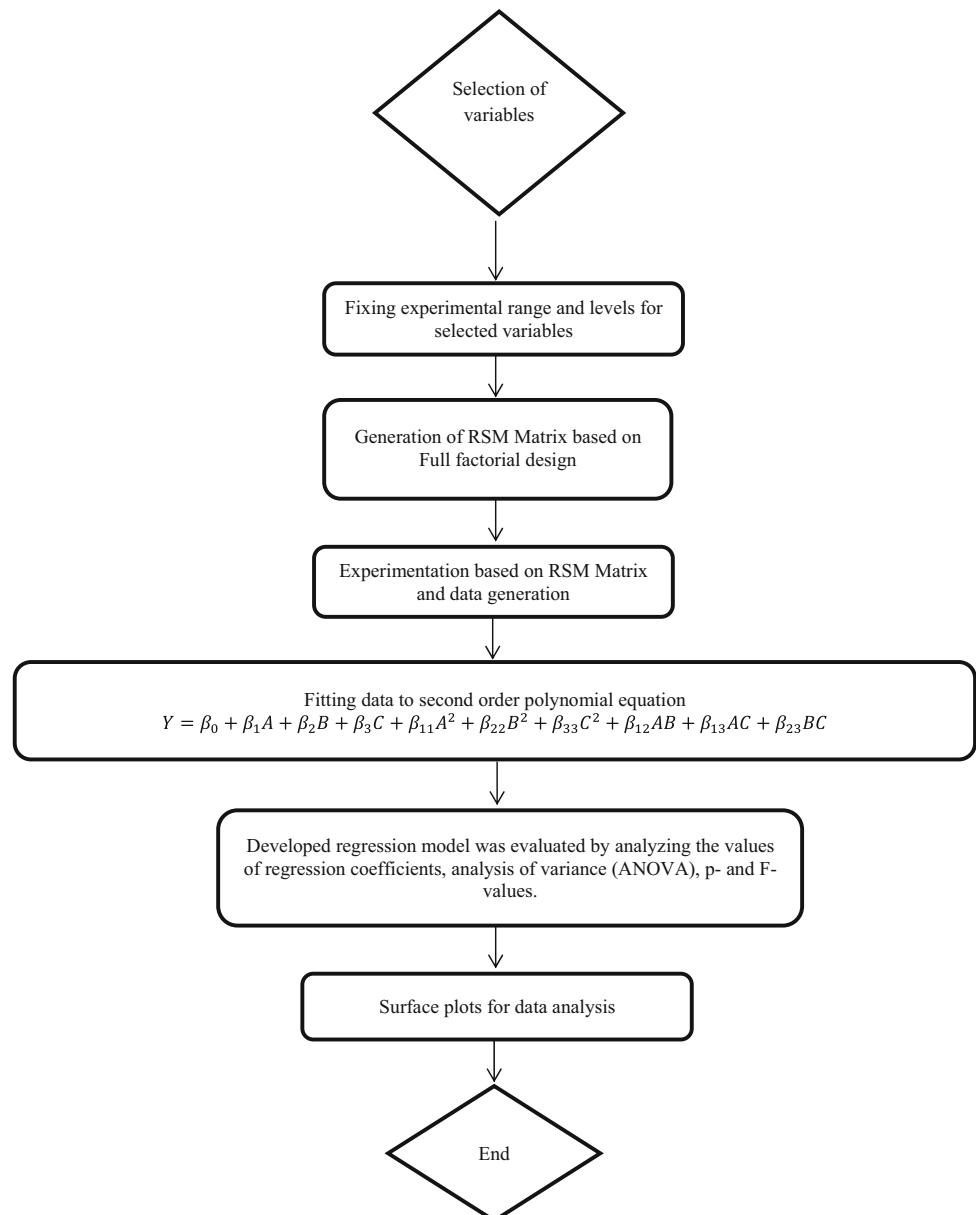 Selection of
variables
Fixing experimental range and levels for
selected variables
Generation of RSM Matrix based on
Full factorial design
Experimentation based on RSM Matrix
and data generation
Fitting data to second order polynomial equation
𝑌 = 𝛽₀ + 𝛽₁𝐴 + 𝛽₂𝐵 + 𝛽₃𝐶 + 𝛽₁₁𝐴² + 𝛽₂₂𝐵² + 𝛽₃₃𝐶² + 𝛽₁₂𝐴𝐵 + 𝛽₁₃𝐴𝐶 + 𝛽₂₃𝐵𝐶
Developed regression model was evaluated by analyzing the values
of regression coefficients, analysis of variance (ANOVA), p- and F-
values.
Surface plots for data analysis
End